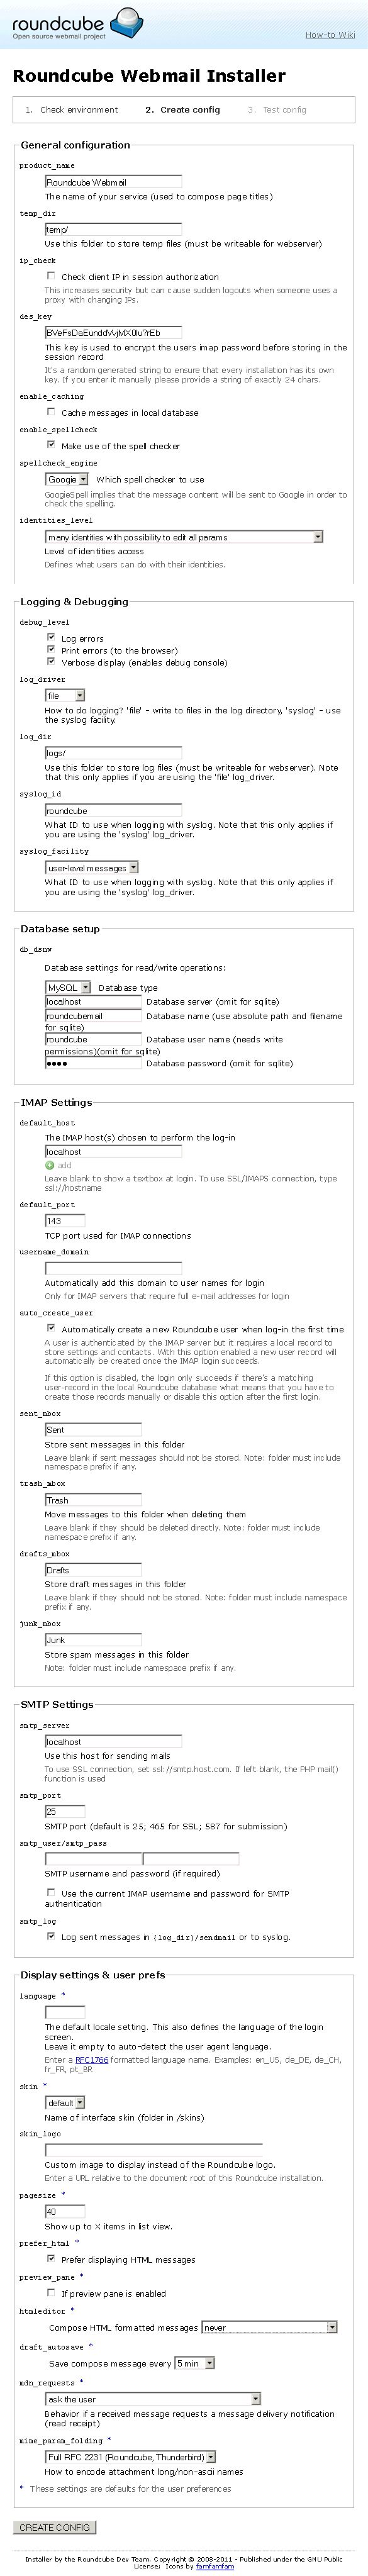 roundcube
Open source webmail project
How-to Wiki
Roundcube Webmail Installer
1. Check environment 2. Create config 3. Test config
General configuration
product_name
Roundcube Webmail
The name of your service (used to compose page titles)
temp_dir
temp/
Use this folder to store temp files (must be writeable for webserver)
ip_check
Check client IP in session authorization
This increases security but can cause sudden logouts when someone uses a
proxy with changing IPs.
des_key
This key is used to encrypt the users imap password before storing in the
session record
It's a random generated string to ensure that every installation has its own
key. If you enter it manually please provide a string of exactly 24 chars.
enable_caching
Cache messages in local database
enable_spellcheck
Make use of the spell checker
spellcheck_engine
Googie Which spell checker to use
GoogieSpell implies that the message content will be sent to Google in order to
check the spelling.
identities_level
many identities with possibility to edit all params
Level of identities access
Defines what users can do with their identities.
Logging & Debugging
debug_level
Log errors
Print errors (to the browser)
Verbose display (enables debug console)
log_driver
file
How to do logging? 'file' - write to files in the log directory, 'syslog' - use
the syslog facility.
log_dir
logs/
Use this folder to store log files (must be writeable for webserver). Note
that this only applies if you are using the 'file' log_driver.
syslog_id
roundcube
What ID to use when logging with syslog. Note that this only applies if
you are using the 'syslog' log_driver.
syslog_facility
user-level messages
What ID to use when logging with syslog. Note that this only applies if
you are using the 'syslog' log_driver.
Database setup
db_dsnw
Database settings for read/write operations:
MySQL Database type
localhost Database server (omit for sqlite)
roundcubemail Database name (use absolute path and filename
for sqlite)
roundcube Database user name (needs write
permissions)(omit for sqlite)
●●●● Database password (omit for sqlite)
IMAP Settings
default_host
The IMAP host(s) chosen to perform the log-in
localhost
add
Leave blank to show a textbox at login. To use SSL/IMAPS connection, type
ssl://hostname
default_port
143
TCP port used for IMAP connections
username_domain
Automatically add this domain to user names for login
Only for IMAP servers that require full e-mail addresses for login
auto_create_user
Automatically create a new Roundcube user when log-in the first time
A user is authenticated by the IMAP server but it requires a local record to
store settings and contacts. With this option enabled a new user record will
automatically be created once the IMAP login succeeds.
If this option is disabled, the login only succeeds if there's a matching
user-record in the local Roundcube database what means that you have to
create those records manually or disable this option after the first login.
sent_mbox
Sent
Store sent messages in this folder
Leave blank if sent messages should not be stored. Note: folder must include
namespace prefix if any.
trash_mbox
Trash
Move messages to this folder when deleting them
Leave blank if they should be deleted directly. Note: folder must include
namespace prefix if any.
drafts_mbox
Drafts
Store draft messages in this folder
Leave blank if they should not be stored. Note: folder must include namespace
prefix if any.
junk_mbox
Junk
Store spam messages in this folder
Note: folder must include namespace prefix if any.
SMTP Settings
smtp_server
localhost
Use this host for sending mails
To use SSL connection, set ssl://smtp.host.com. If left blank, the PHP mail()
function is used
smtp_port
25
SMTP port (default is 25; 465 for SSL; 587 for submission)
smtp_user/smtp_pass
SMTP username and password (if required)
Use the current IMAP username and password for SMTP
authentication
smtp_log
Log sent messages in {log_dir}/sendmail or to syslog.
Display settings & user prefs
language *
The default locale setting. This also defines the language of the login
screen.
Leave it empty to auto-detect the user agent language.
Enter a RFC1766 formatted language name. Examples: en_US, de_DE, de_CH,
fr_FR, pt_BR
skin *
default
Name of interface skin (folder in /skins)
skin_logo
Custom image to display instead of the Roundcube logo.
Enter a URL relative to the document root of this Roundcube installation.
pagesize *
40
Show up to X items in list view.
prefer_html *
Prefer displaying HTML messages
preview_pane *
If preview pane is enabled
htmleditor *
Compose HTML formatted messages never
draft_autosave *
Save compose message every 5 min
mdn_requests *
ask the user
Behavior if a received message requests a message delivery notification
(read receipt)
mime_param_folding *
Full RFC 2231 (Roundcube, Thunderbird)
How to encode attachment long/non-ascii names
* These settings are defaults for the user preferences
CREATE CONFIG
Installer by the Roundcube Dev Team. Copyright © 2008-2011 - Published under the GNU Public
License; Icons by famfamfam